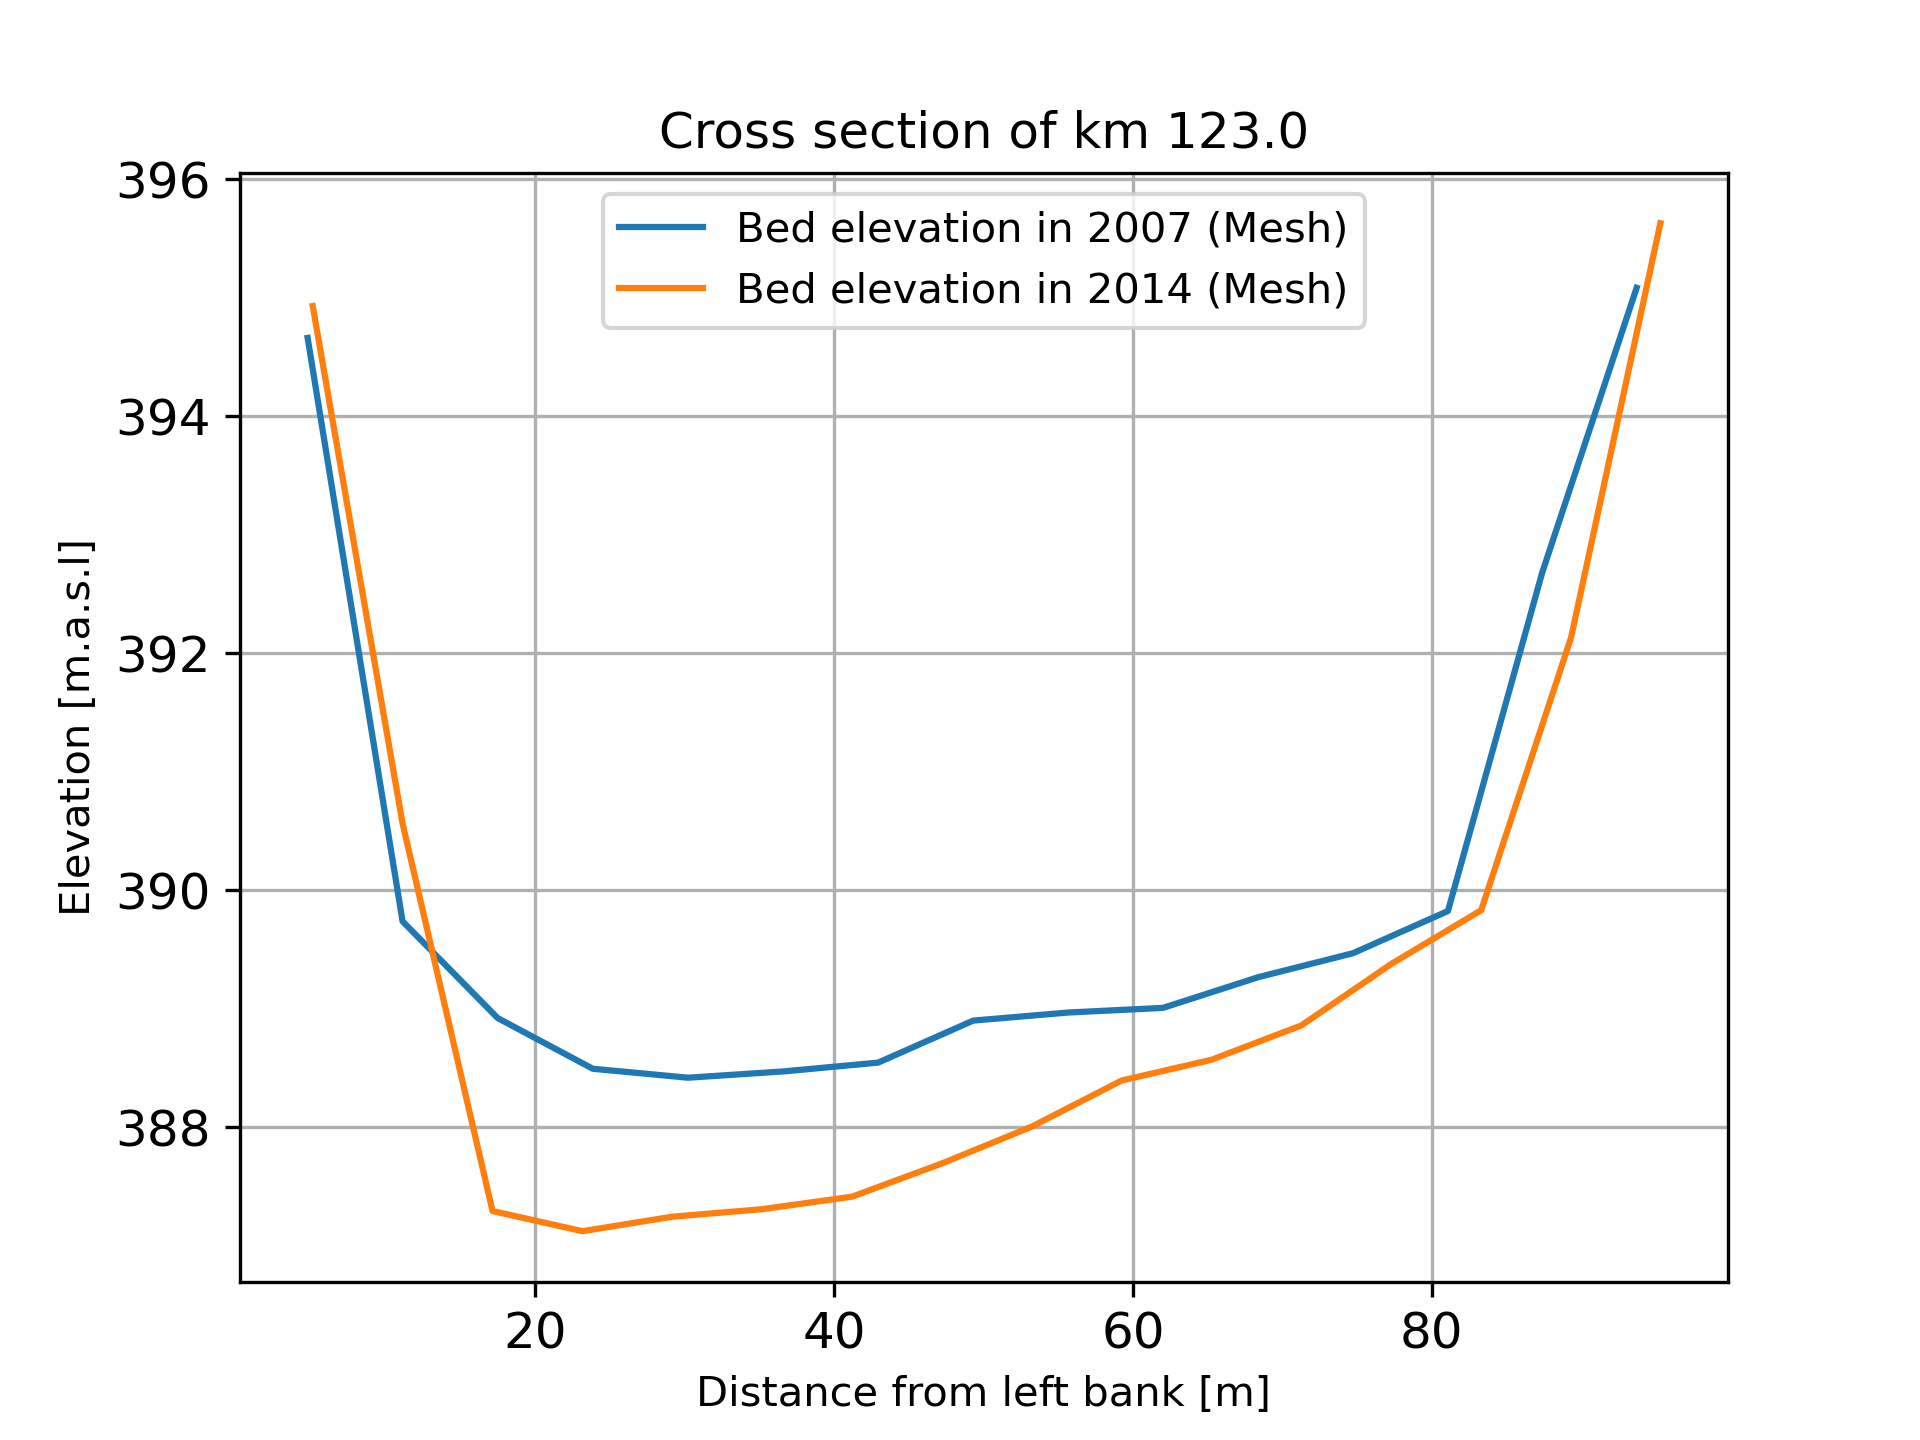 Cross section of km 123.0
396
394
392
390
388
Elevation [m.a.s.l]
Bed elevation in 2007 (Mesh)
Bed elevation in 2014 (Mesh)
20 40 60 80
Distance from left bank [m]